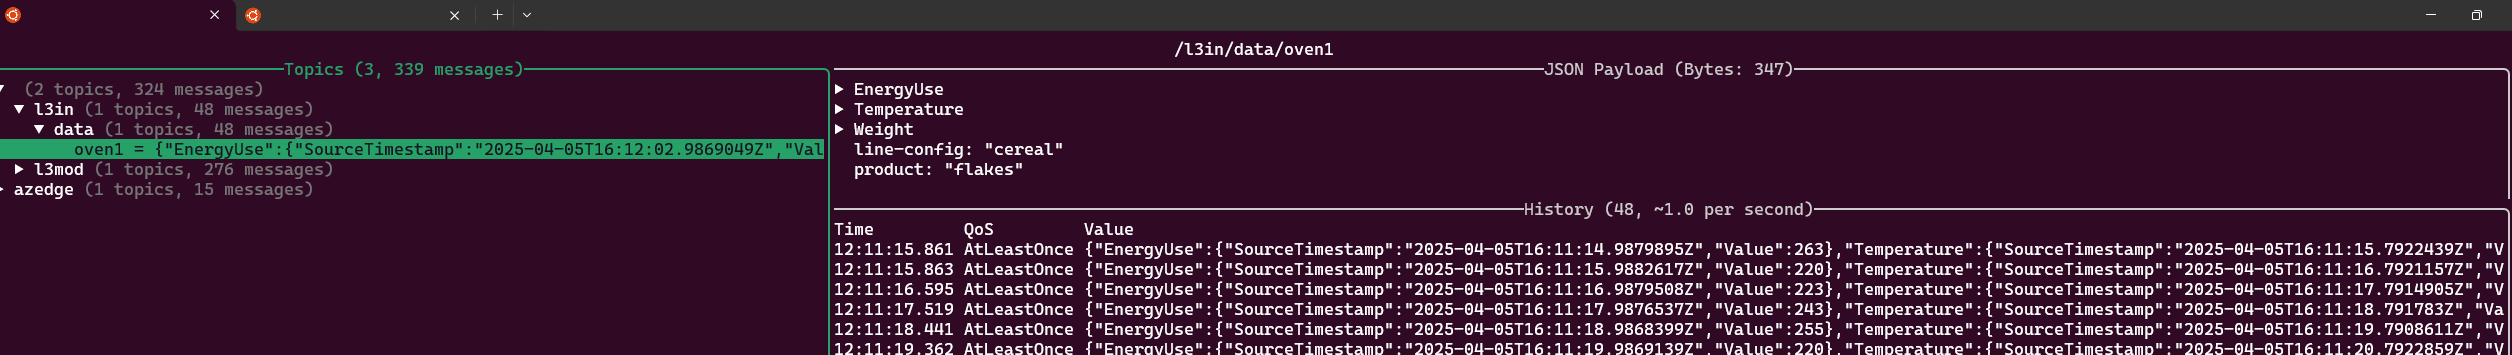 /l3in/data/oven1
Topics (3, 339 messages)
(2 topics, 324 messages)
l3in (1 topics, 48 messages)
data (1 topics, 48 messages)
oven1 = {"EnergyUse":{"SourceTimestamp":"2025-04-05T16:12:02.9869049Z","Val
l3mod (1 topics, 276 messages)
azedge (1 topics, 15 messages)
JSON Payload (Bytes: 347)
EnergyUse
Temperature
Weight
line-config: "cereal"
product: "flakes"
History (48, ~1.0 per second)
Time QoS Value
12:11:15.861 AtLeastOnce {"EnergyUse":{"SourceTimestamp":"2025-04-05T16:11:14.9879895Z","Value":263},"Temperature":{"SourceTimestamp":"2025-04-05T16:11:15.7922439Z","V
12:11:15.863 AtLeastOnce {"EnergyUse":{"SourceTimestamp":"2025-04-05T16:11:15.9882617Z","Value":220},"Temperature":{"SourceTimestamp":"2025-04-05T16:11:16.7921157Z","V
12:11:16.595 AtLeastOnce {"EnergyUse":{"SourceTimestamp":"2025-04-05T16:11:16.9879508Z","Value":223},"Temperature":{"SourceTimestamp":"2025-04-05T16:11:17.7914905Z","V
12:11:17.519 AtLeastOnce {"EnergyUse":{"SourceTimestamp":"2025-04-05T16:11:17.9876537Z","Value":243},"Temperature":{"SourceTimestamp":"2025-04-05T16:11:18.791783Z","Va
12:11:18.441 AtLeastOnce {"EnergyUse":{"SourceTimestamp":"2025-04-05T16:11:18.9868399Z","Value":255},"Temperature":{"SourceTimestamp":"2025-04-05T16:11:19.7908611Z","V
12:11:19.362 AtLeastOnce {"EnergyUse":{"SourceTimestamp":"2025-04-05T16:11:19.9869139Z","Value":220},"Temperature":{"SourceTimestamp":"2025-04-05T16:11:20.7922859Z","V